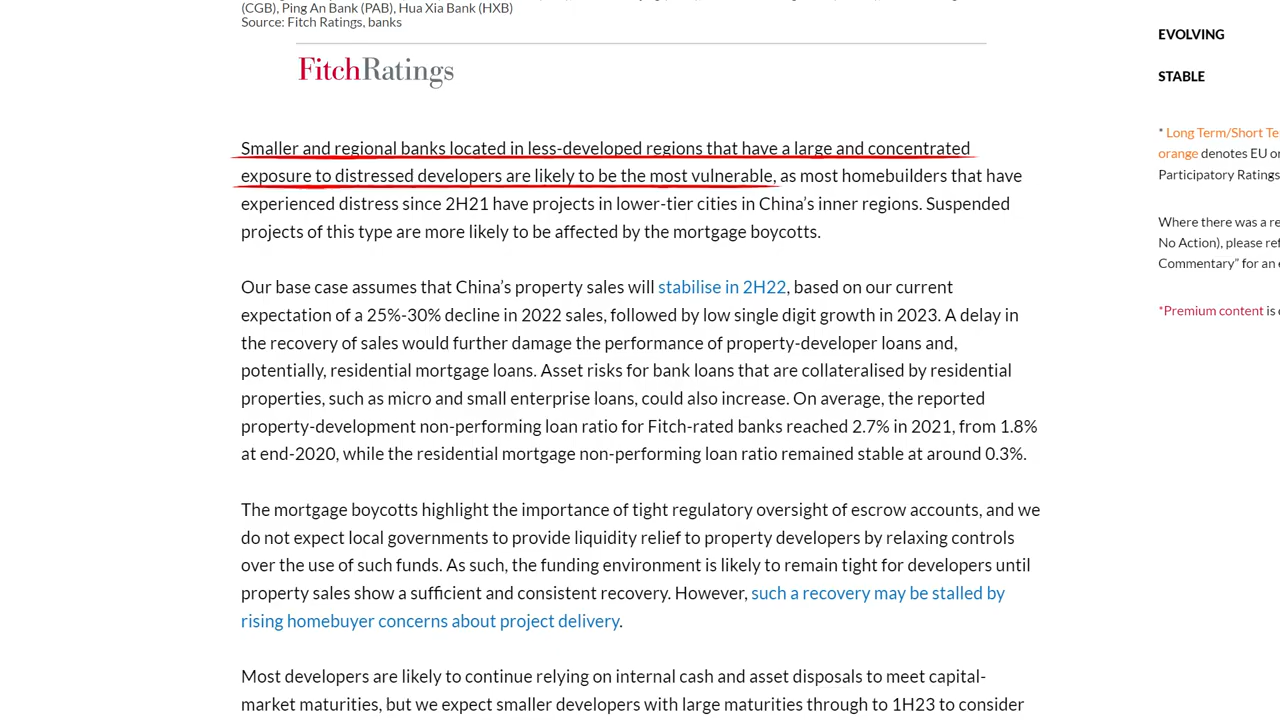 (CGB), Ping An Bank (PAB), Hua Xia Bank (HXB)
Source: Fitch Ratings, banks
FitchRatings
Smaller and regional banks located in less-developed regions that have a large and concentrated
exposure to distressed developers are likely to be the most vulnerable, as most homebuilders that have
experienced distress since 2H21 have projects in lower-tier cities in China’s inner regions. Suspended
projects of this type are more likely to be affected by the mortgage boycotts.
Our base case assumes that China’s property sales will stabilise in 2H22, based on our current
expectation of a 25%-30% decline in 2022 sales, followed by low single digit growth in 2023. A delay in
the recovery of sales would further damage the performance of property-developer loans and,
potentially, residential mortgage loans. Asset risks for bank loans that are collateralised by residential
properties, such as micro and small enterprise loans, could also increase. On average, the reported
property-development non-performing loan ratio for Fitch-rated banks reached 2.7% in 2021, from 1.8%
at end-2020, while the residential mortgage non-performing loan ratio remained stable at around 0.3%.
The mortgage boycotts highlight the importance of tight regulatory oversight of escrow accounts, and we
do not expect local governments to provide liquidity relief to property developers by relaxing controls
over the use of such funds. As such, the funding environment is likely to remain tight for developers until
property sales show a sufficient and consistent recovery. However, such a recovery may be stalled by
rising homebuyer concerns about project delivery.
Most developers are likely to continue relying on internal cash and asset disposals to meet capital-
market maturities, but we expect smaller developers with large maturities through to 1H23 to consider
EVOLVING
STABLE
* Long Term/Short Te
orange denotes EU or
Participatory Ratings
Where there was a re
No Action), please ref
Commentary” for an e
*Premium content is